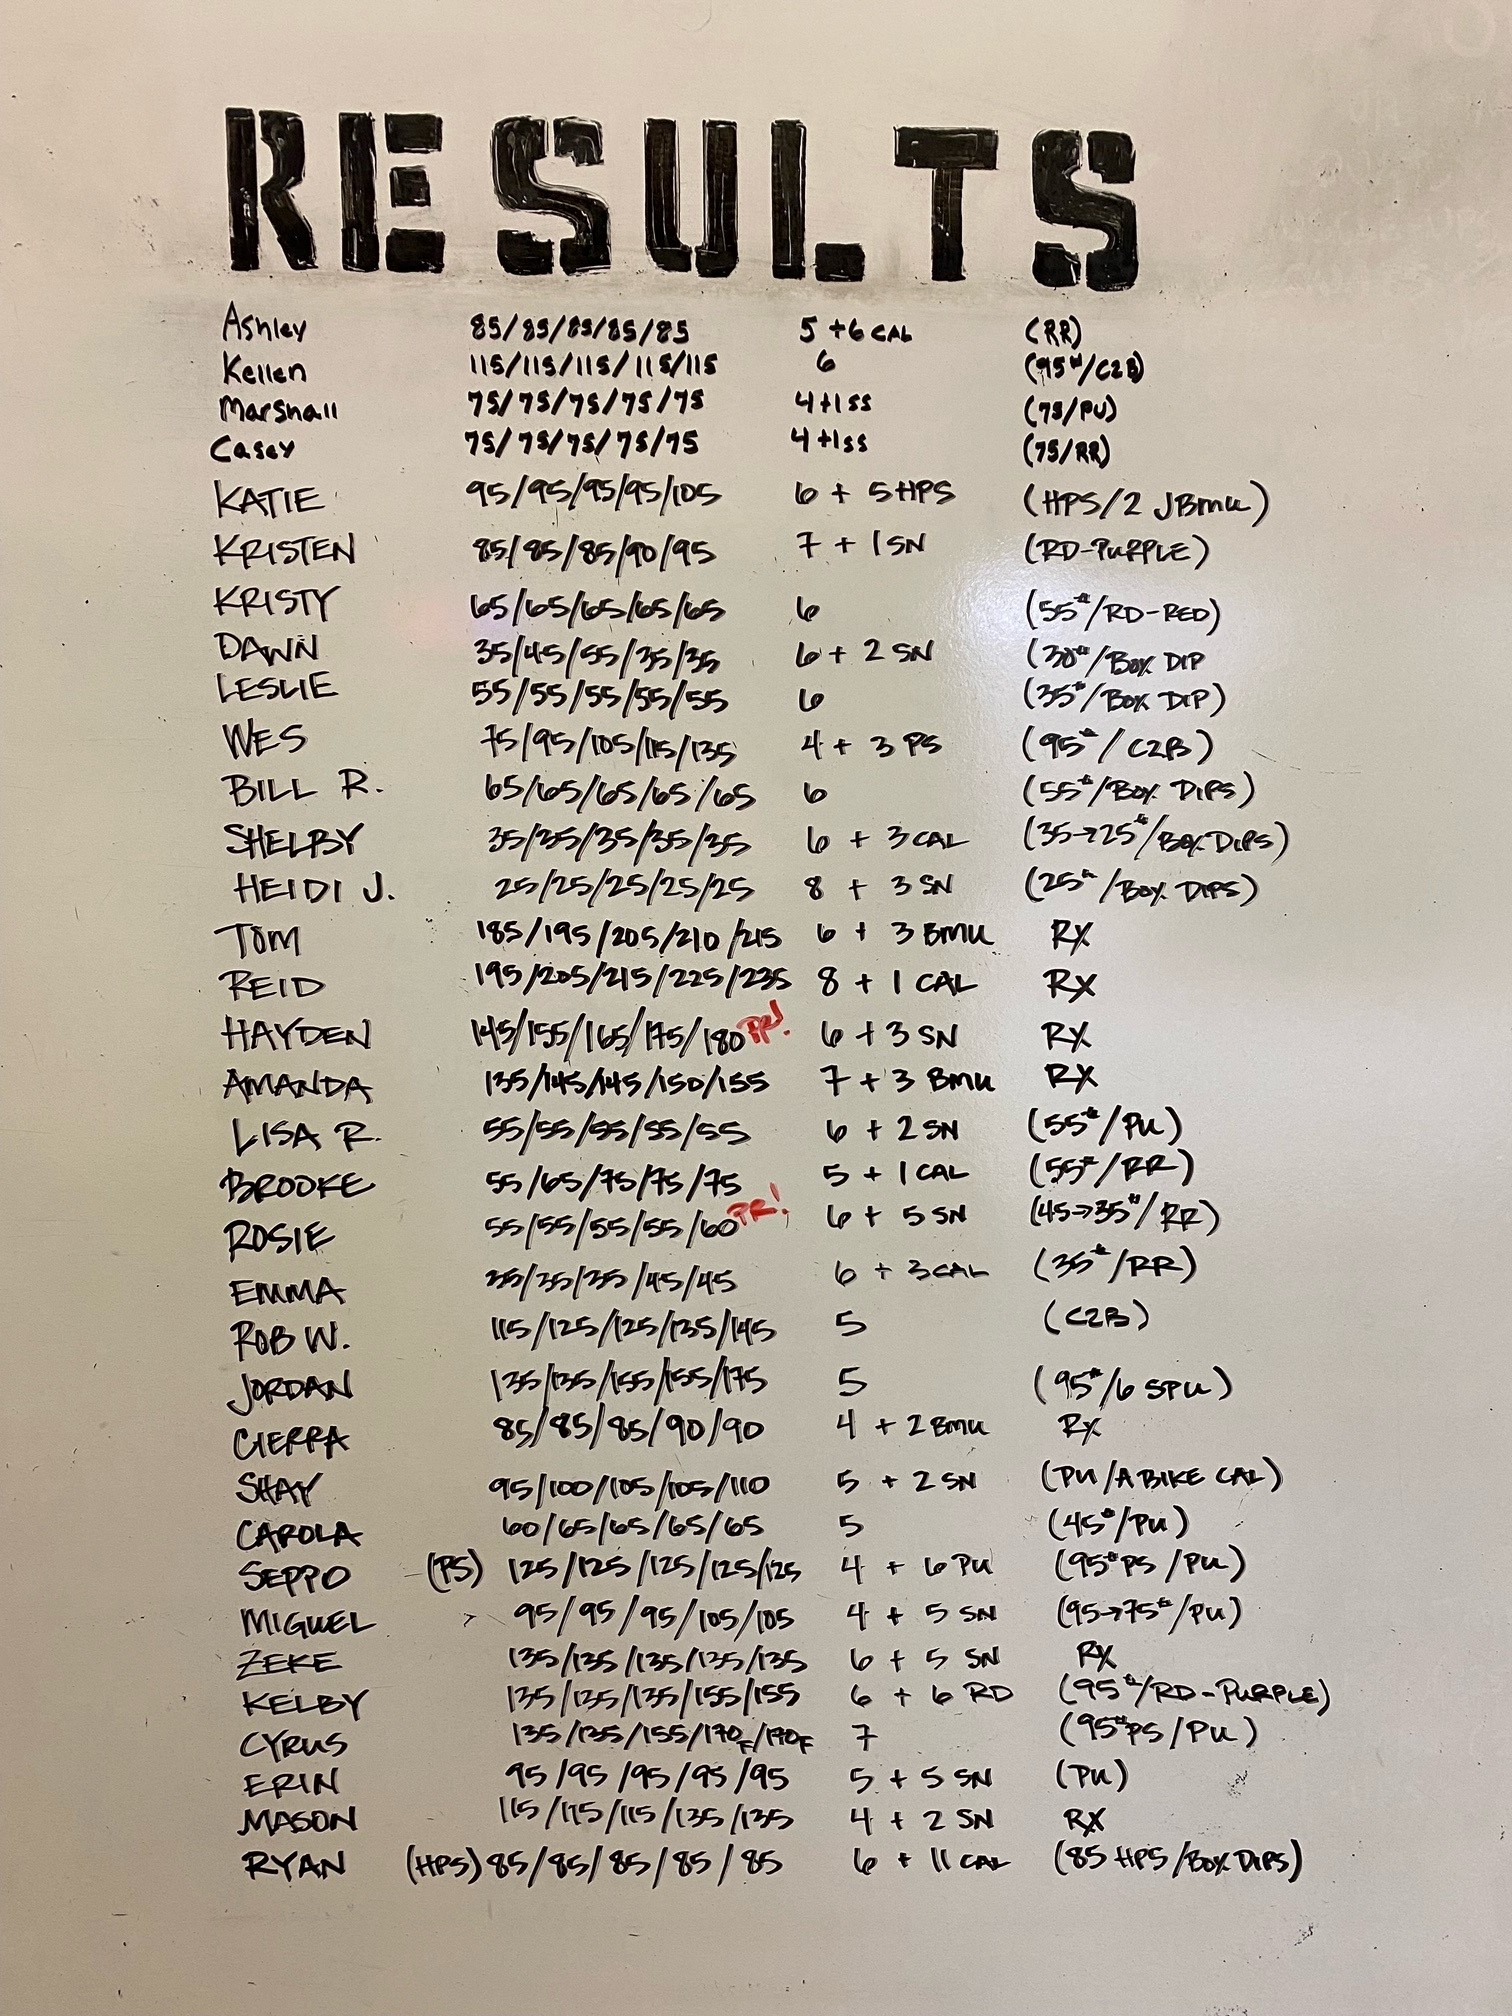 RESULTS
Ashley 85/85/85/85/85 5 +6 CAL (RR)
Kellen 115/115/115/115/115 6 (95#/C2B)
Marshall 75/75/75/75/75 4+1SS (75/PU)
Casey 75/75/75/75/75 4+1SS (75/RR)
KATIE 95/95/95/95/105 6 + 5 HPS (HPS/2 JBMU)
KRISTEN 85/85/85/90/95 7 + 1 SN (RD-PURPLE)
KRISTY 65/65/65/65/65 6 (55#/RD-RED)
DAWN 35/45/55/35/35 6 + 2 SN (30#/BOX DIP
LESLIE 55/55/55/55/55 6 (35#/BOX DIP)
WES 75/95/105/115/135 4 + 3 PS (95#/C2B)
BILL R. 65/65/65/65/65 6 (55#/BOX DIPS)
SHELBY 35/35/35/35/35 6 + 3 CAL (35→25#/BOX DIPS)
HEIDI J. 25/25/25/25/25 8 + 3 SN (25#/BOX DIPS)
TOM 185/195/205/210/215 6 + 3 BMU RX
REID 195/205/215/225/235 8 + 1 CAL RX
HAYDEN 145/155/165/175/180 PR! 6 + 3 SN RX
AMANDA 135/145/145/150/155 7 + 3 BMU RX
LISA R. 55/55/55/55/55 6 + 2 SN (55#/PU)
BROOKE 55/65/75/75/75 5 + 1 CAL (55#/RR)
ROSIE 55/55/55/55/60 PR! 6 + 5 SN (45→35#/RR)
EMMA 35/35/35/45/45 6 + 3 CAL (35#/RR)
ROB W. 115/125/125/135/145 5 (C2B)
JORDAN 135/135/155/155/175 5 (95#/6 SPU)
CIERRA 85/85/85/90/90 4 + 2 BMU RX
SHAY 95/100/105/105/110 5 + 2 SN (PU/A BIKE CAL)
CAROLA 60/65/65/65/65 5 (45#/PU)
SEPPO (PS) 125/125/125/125/125 4 + 6 PU (95#PS/PU)
MIGUEL 95/95/95/105/105 4 + 5 SN (95→75#/PU)
ZEKE 135/135/135/135/135 6 + 5 SN RX
KELBY 135/135/135/155/155 6 + 6 RD (95#/RD-PURPLE)
CYRUS 135/135/155/170F/170F 7 (95#PS/PU)
ERIN 95/95/95/95/95 5 + 5 SN (PU)
MASON 115/115/115/135/135 4 + 2 SN RX
RYAN (HPS) 85/85/85/85/85 6 + 11 CAL (85 HPS/BOX DIPS)